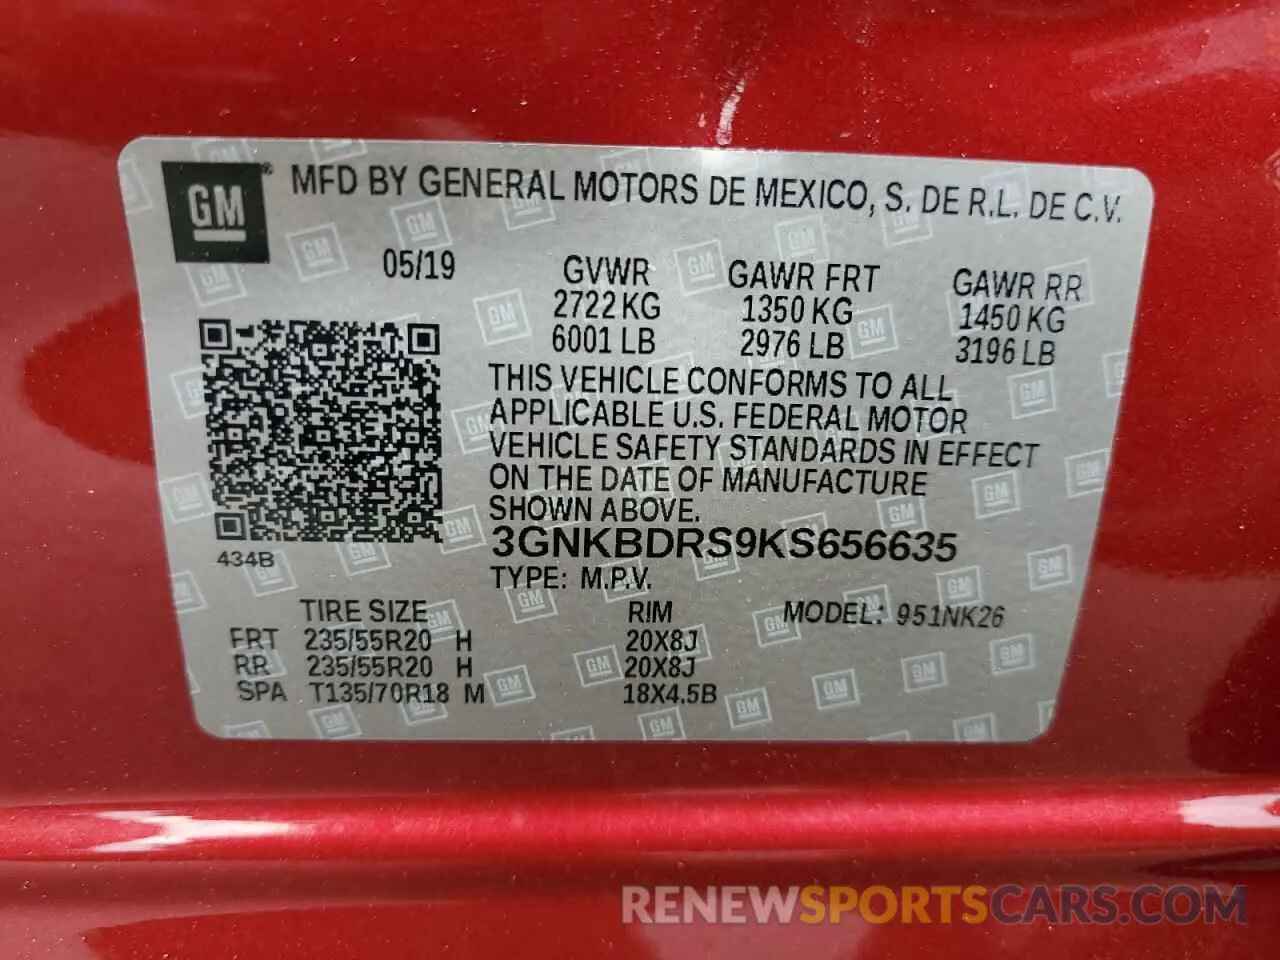 GM® MFD BY GENERAL MOTORS DE MEXICO, S. DE R.L. DE C.V.
05/19 GVWR GAWR FRT GAWR RR
2722 KG 1350 KG 1450 KG
6001 LB 2976 LB 3196 LB
THIS VEHICLE CONFORMS TO ALL
APPLICABLE U.S. FEDERAL MOTOR
VEHICLE SAFETY STANDARDS IN EFFECT
ON THE DATE OF MANUFACTURE
SHOWN ABOVE.
3GNKBDRS9KS656635
434B
TYPE: M.P.V.
TIRE SIZE RIM MODEL: 951NK26
FRT 235/55R20 H 20X8J
RR 235/55R20 H 20X8J
SPA T135/70R18 M 18X4.5B
RENEWSPORTSCARS.COM